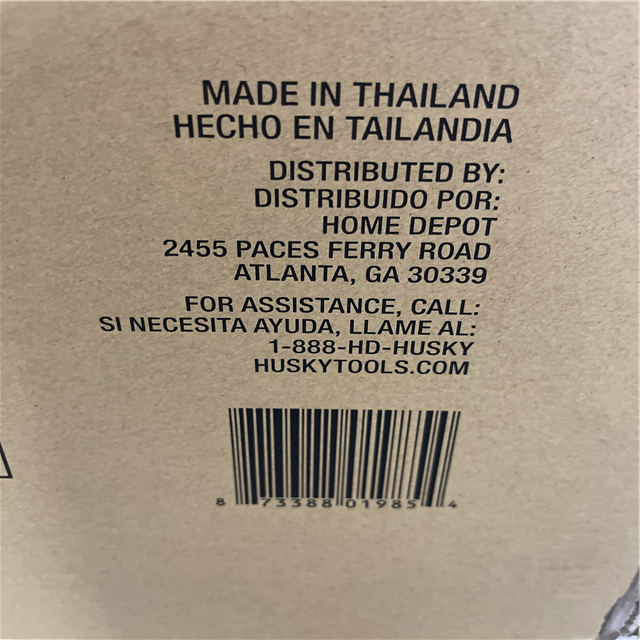 MADE IN THAILAND
HECHO EN TAILANDIA
DISTRIBUTED BY:
DISTRIBUIDO POR:
HOME DEPOT
2455 PACES FERRY ROAD
ATLANTA, GA 30339
FOR ASSISTANCE, CALL:
SI NECESITA AYUDA, LLAME AL:
1-888-HD-HUSKY
HUSKYTOOLS.COM
8 73388 01985 4